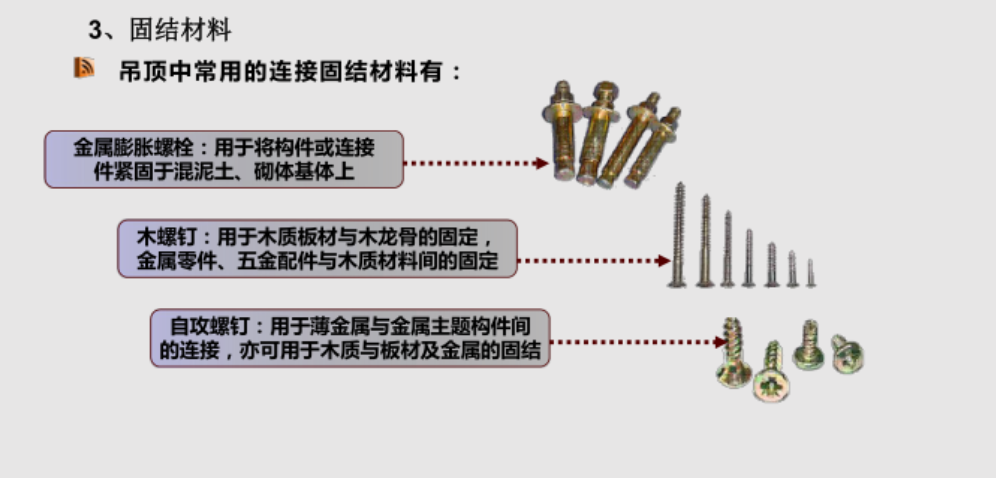 3、固结材料
吊顶中常用的连接固结材料有：
金属膨胀螺栓：用于将构件或连接
件紧固于混泥土、砌体基体上
木螺钉：用于木质板材与木龙骨的固定，
金属零件、五金配件与木质材料间的固定
自攻螺钉：用于薄金属与金属主题构件间
的连接，亦可用于木质与板材及金属的固结